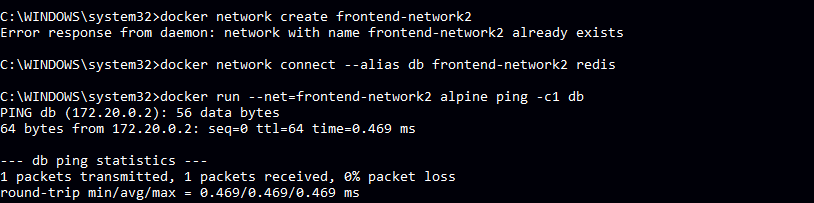 C:\WINDOWS\system32>docker network create frontend-network2
Error response from daemon: network with name frontend-network2 already exists
C:\WINDOWS\system32>docker network connect --alias db frontend-network2 redis
C:\WINDOWS\system32>docker run --net=frontend-network2 alpine ping -c1 db
PING db (172.20.0.2): 56 data bytes
64 bytes from 172.20.0.2: seq=0 ttl=64 time=0.469 ms
--- db ping statistics ---
1 packets transmitted, 1 packets received, 0% packet loss
round-trip min/avg/max = 0.469/0.469/0.469 ms